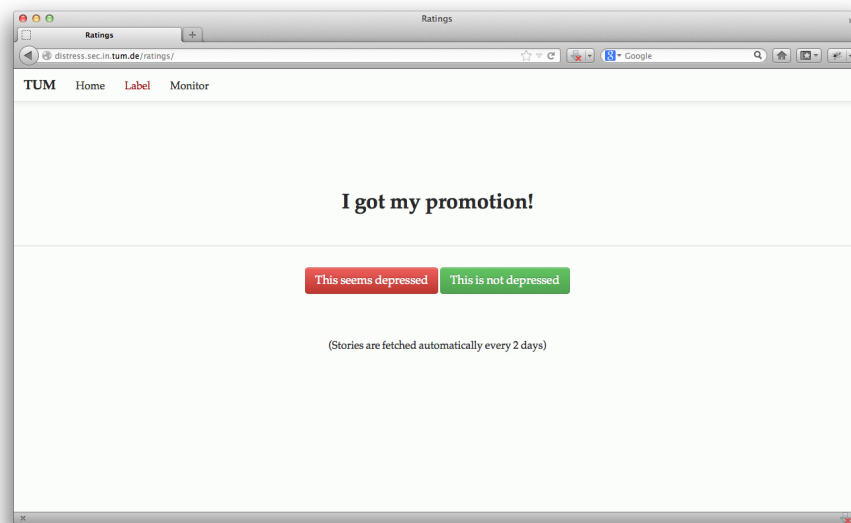 Ratings
Ratings
distress.sec.in.tum.de/ratings/
Google
TUM Home Label Monitor
I got my promotion!
This seems depressed This is not depressed
(Stories are fetched automatically every 2 days)